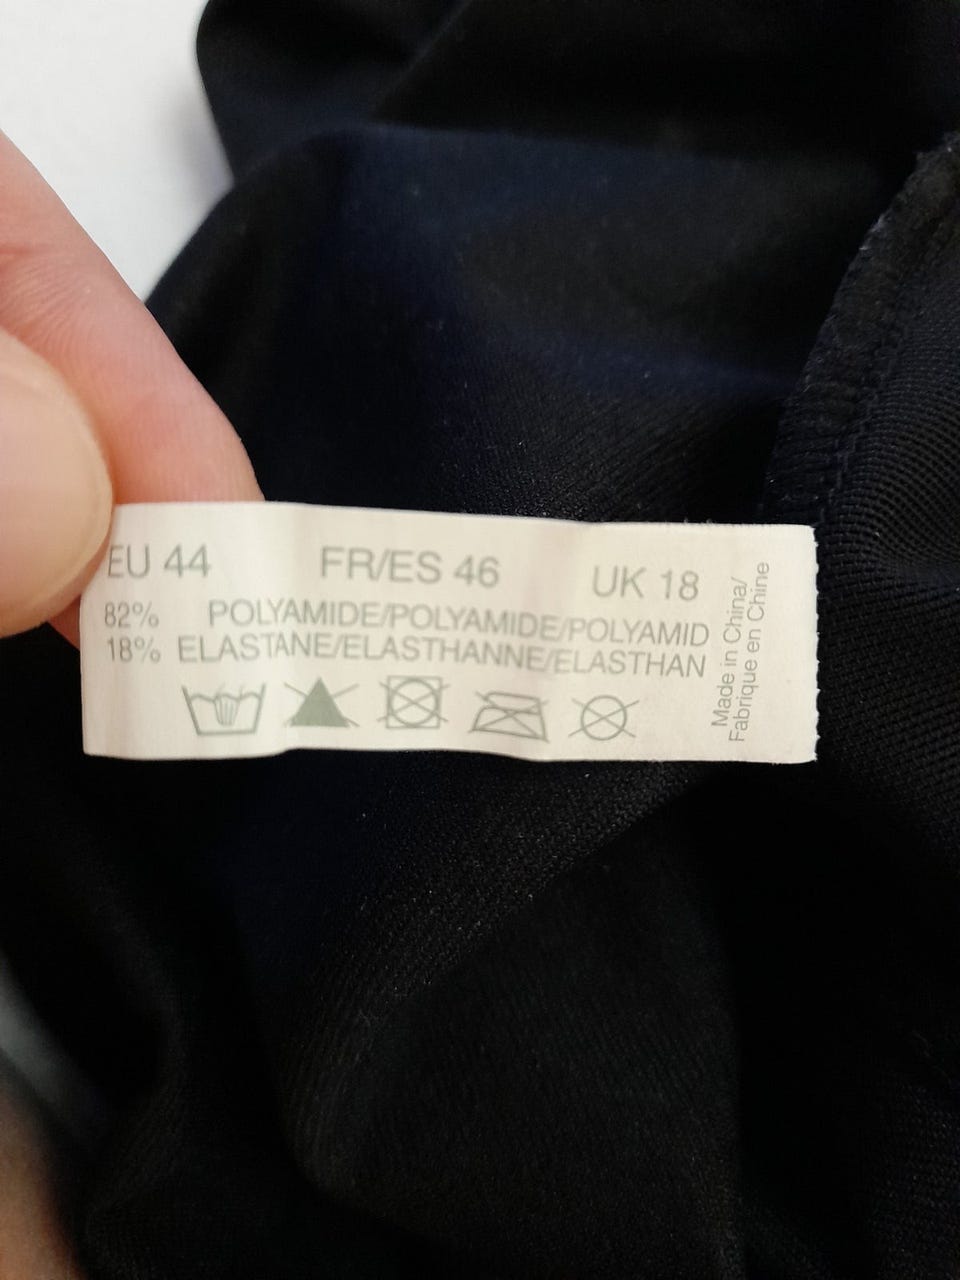 EU 44 FR/ES 46 UK 18
82% POLYAMIDE/POLYAMIDE/POLYAMID
18% ELASTANE/ELASTHANNE/ELASTHAN
Made in China/
Fabrique en Chine